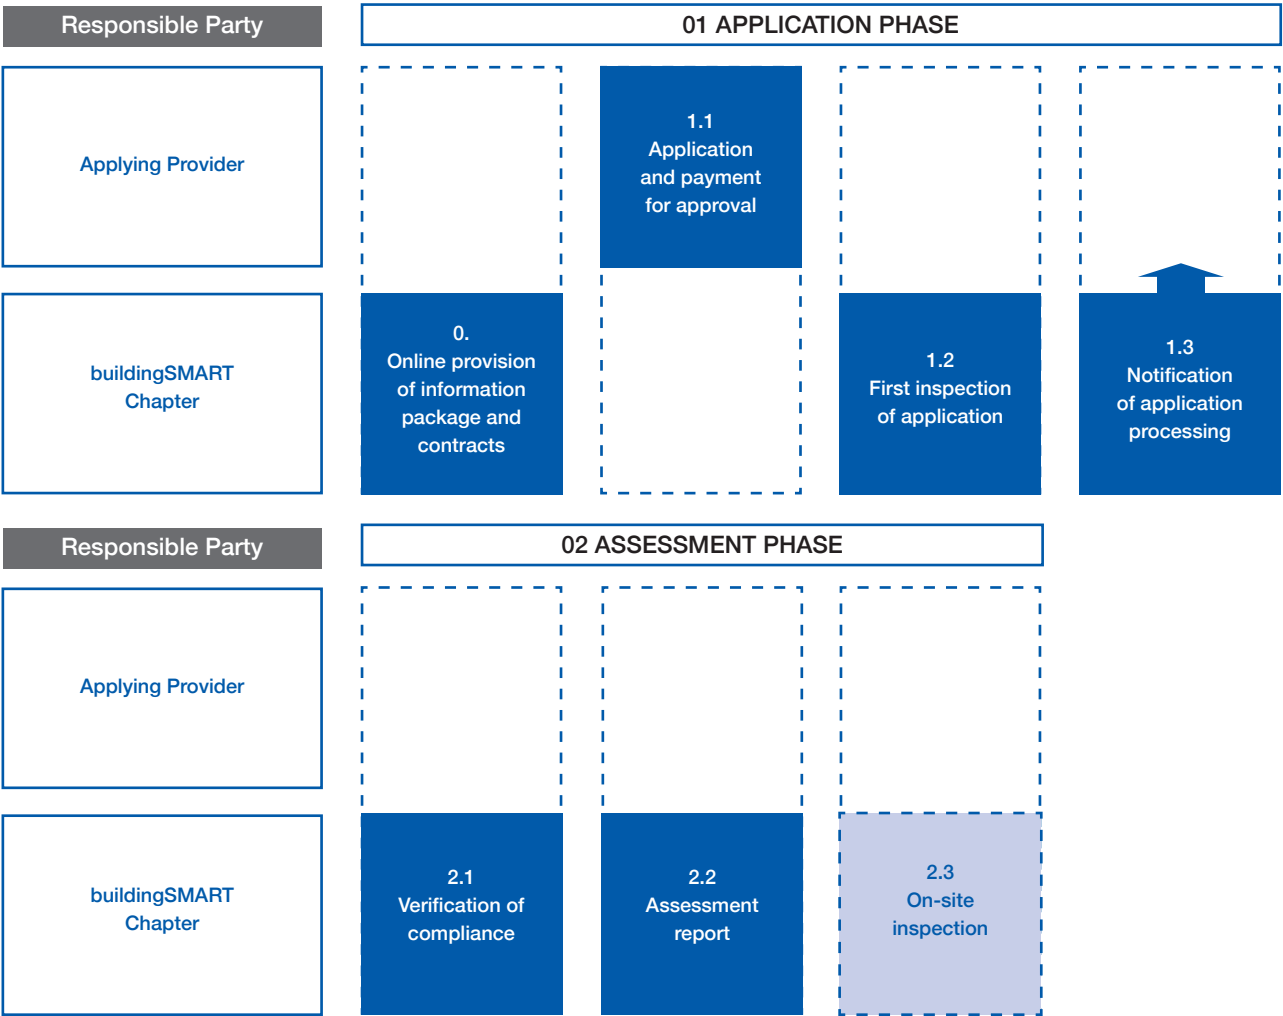 Responsible Party
01 APPLICATION PHASE
Applying Provider
1.1
Application
and payment
for approval
buildingSMART
Chapter
0.
Online provision
of information
package and
contracts
1.2
First inspection
of application
1.3
Notification
of application
processing
Responsible Party
02 ASSESSMENT PHASE
Applying Provider
buildingSMART
Chapter
2.1
Verification of
compliance
2.2
Assessment
report
2.3
On-site
inspection